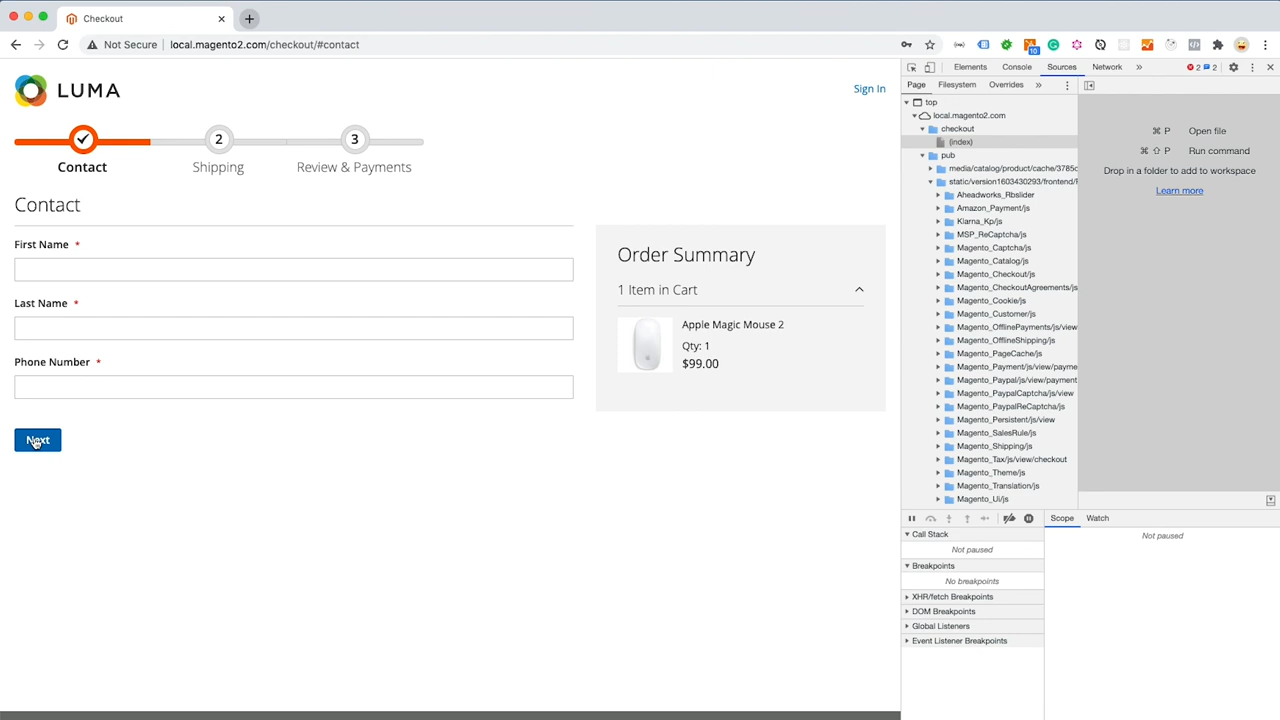 Checkout
Not Secure
local.magento2.com/checkout/#contact
10
LUMA
Sign In
2
3
Contact
Shipping
Review & Payments
Contact
First Name *
Last Name *
Phone Number *
Next
Order Summary
1 Item in Cart
Apple Magic Mouse 2
Qty: 1
$99.00
Elements
Console
Sources
Network
»
2
2
Page
Filesystem
Overrides
»
top
local.magento2.com
checkout
(index)
pub
media/catalog/product/cache/3785c
static/version1603430293/frontend/
Aheadworks_Rbslider
Amazon_Payment/js
Klarna_Kp/js
MSP_ReCaptcha/js
Magento_Captcha/js
Magento_Catalog/js
Magento_Checkout/js
Magento_CheckoutAgreements/js
Magento_Cookie/js
Magento_Customer/js
Magento_OfflinePayments/js/view
Magento_OfflineShipping/js
Magento_PageCache/js
Magento_Payment/js/view/payme
Magento_Paypal/js/view/payment
Magento_PaypalCaptcha/js/view
Magento_PaypalReCaptcha/js
Magento_Persistent/js/view
Magento_SalesRule/js
Magento_Shipping/js
Magento_Tax/js/view/checkout
Magento_Theme/js
Magento_Translation/js
Magento_Ui/js
⌘ P Open file
⌘ ⇧ P Run command
Drop in a folder to add to workspace
Learn more
Call Stack
Not paused
Breakpoints
No breakpoints
XHR/fetch Breakpoints
DOM Breakpoints
Global Listeners
Event Listener Breakpoints
Scope
Watch
Not paused